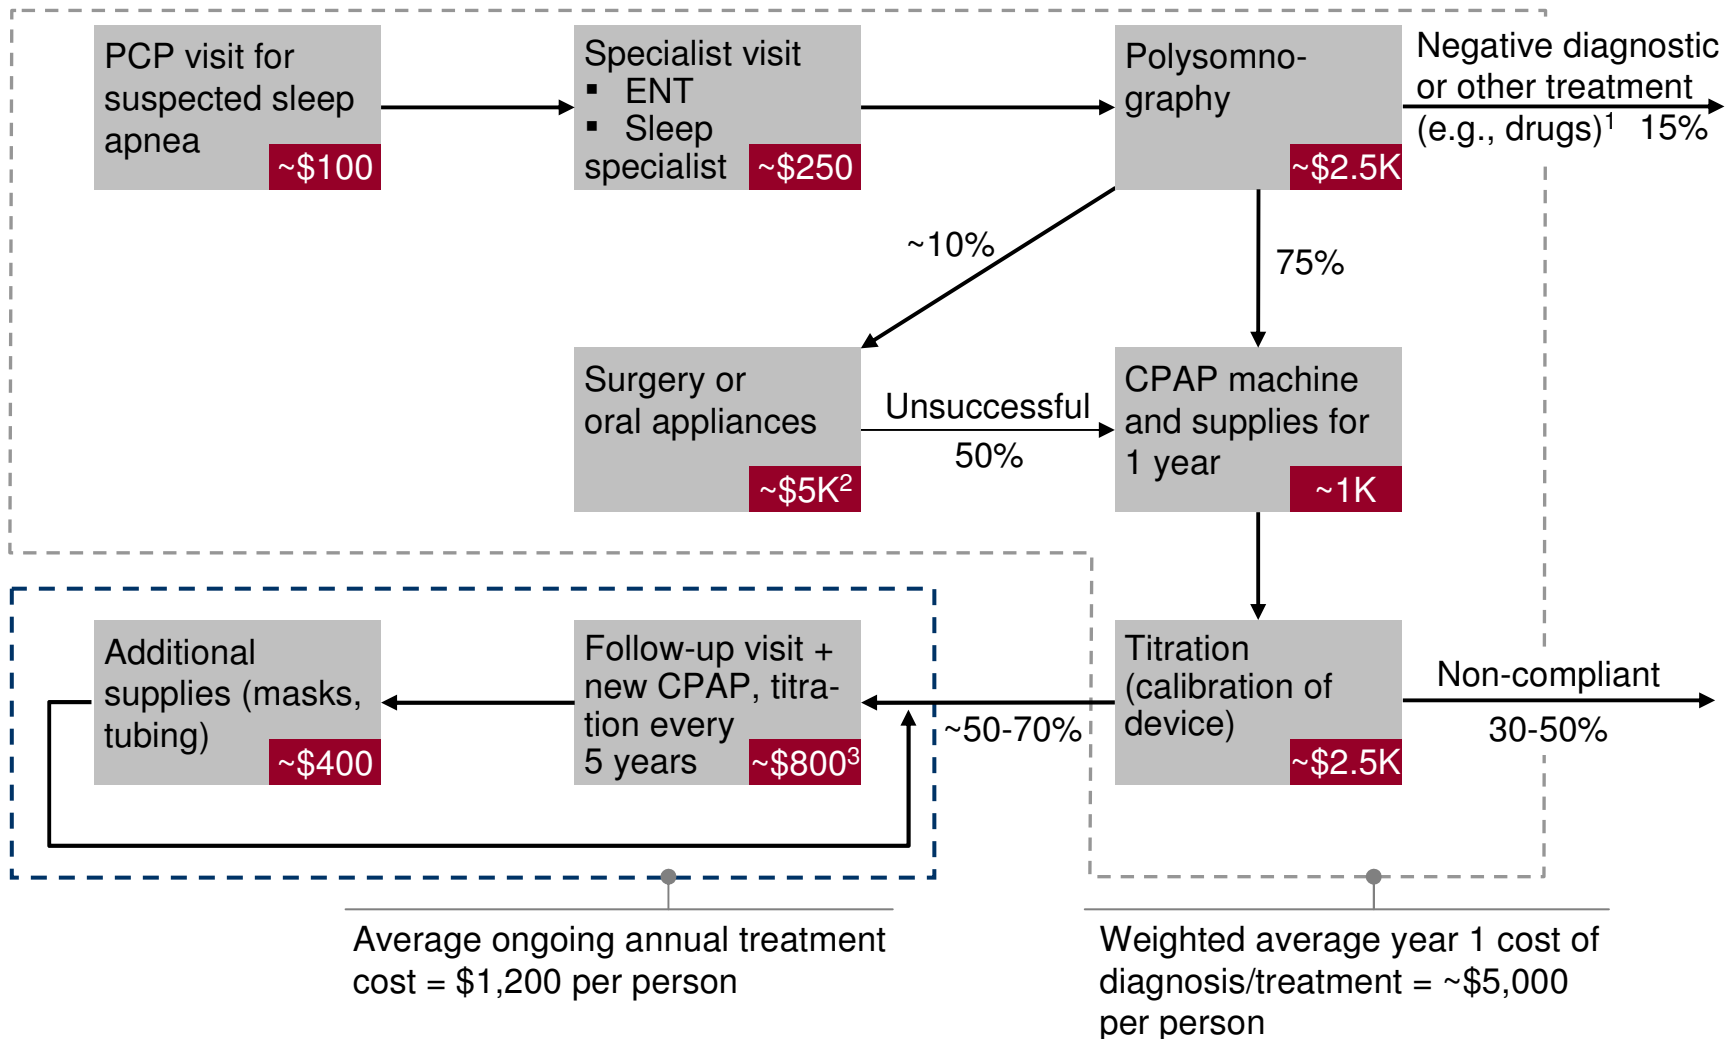 PCP visit for
suspected sleep
apnea
~$100
Specialist visit
▪ ENT
▪ Sleep
specialist
~$250
Polysomno-
graphy
~$2.5K
Negative diagnostic
or other treatment
(e.g., drugs)¹ 15%
~10%
75%
Surgery or
oral appliances
~$5K²
Unsuccessful
50%
CPAP machine
and supplies for
1 year
~1K
Additional
supplies (masks,
tubing)
~$400
Follow-up visit +
new CPAP, titra-
tion every
5 years
~$800³
~50-70%
Titration
(calibration of
device)
~$2.5K
Non-compliant
30-50%
Average ongoing annual treatment
cost = $1,200 per person
Weighted average year 1 cost of
diagnosis/treatment = ~$5,000
per person